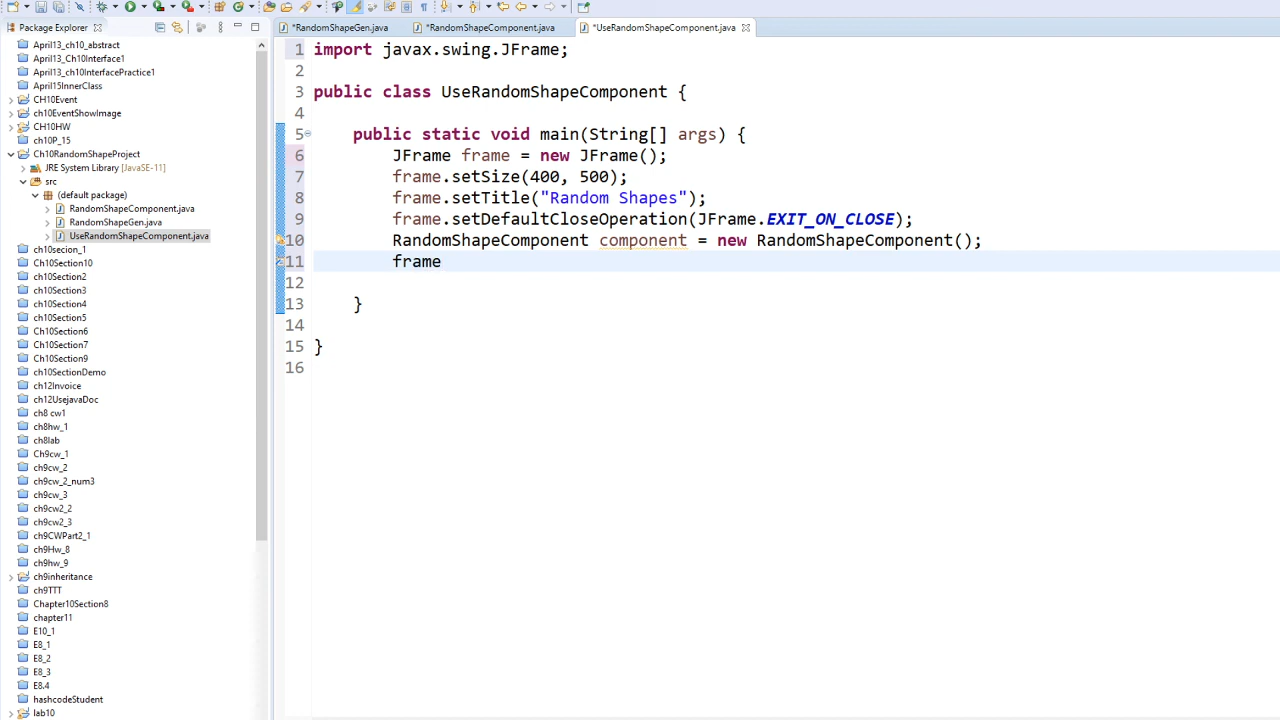 Package Explorer
*RandomShapeGen.java
*RandomShapeComponent.java
*UseRandomShapeComponent.java
April13_ch10_abstract
April13_Ch10Interface1
April13_ch10InterfacePractice1
April15InnerClass
CH10Event
ch10EventShowImage
CH10HW
ch10P_15
Ch10RandomShapeProject
JRE System Library [JavaSE-11]
src
(default package)
RandomShapeComponent.java
RandomShapeGen.java
UseRandomShapeComponent.java
ch10secion_1
Ch10Section10
ch10Section2
ch10Section3
ch10Section4
ch10Section5
Ch10Section6
Ch10Section7
Ch10Section9
ch10SectionDemo
ch12Invoice
ch12UsejavaDoc
ch8 cw1
ch8hw_1
ch8lab
Ch9cw_1
ch9cw_2
ch9cw_2_num3
ch9cw_3
ch9cw2_2
ch9cw2_3
ch9CWPart2_1
ch9Hw_8
ch9hw_9
ch9inheritance
ch9TTT
Chapter10Section8
chapter11
E10_1
E8_1
E8_2
E8_3
E8.4
hashcodeStudent
lab10
1 import javax.swing.JFrame;
2
3 public class UseRandomShapeComponent {
4
5 public static void main(String[] args) {
6 JFrame frame = new JFrame();
7 frame.setSize(400, 500);
8 frame.setTitle("Random Shapes");
9 frame.setDefaultCloseOperation(JFrame.EXIT_ON_CLOSE);
10 RandomShapeComponent component = new RandomShapeComponent();
11 frame
12
13 }
14
15 }
16